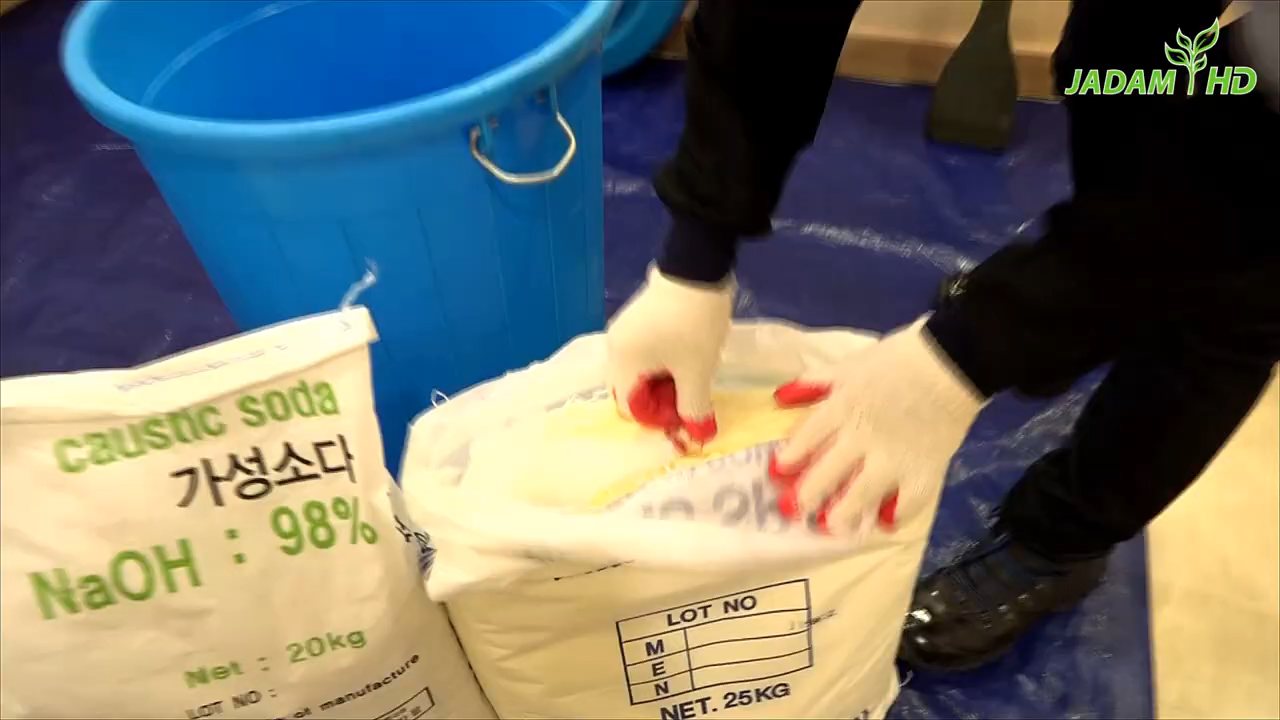 JADAM HD
caustic soda
가성소다
NaOH : 98%
Net : 20kg
LOT NO :
of manufacture
LOT NO
M
E
N
NET. 25KG